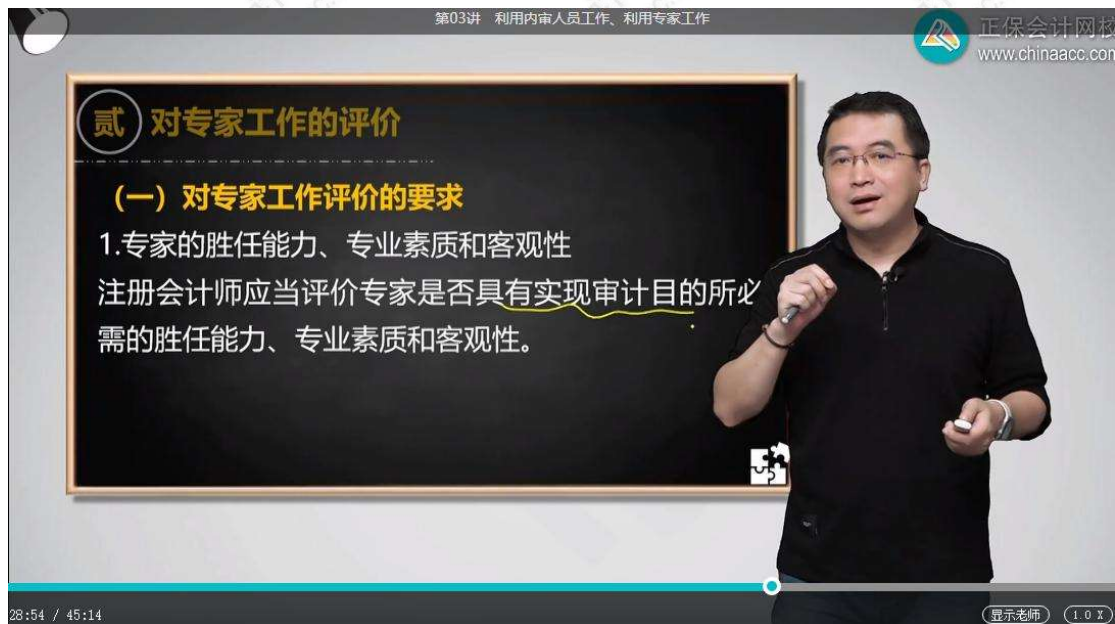 第03讲 利用内审人员工作、利用专家工作
正保会计网校
www.chinaacc.com
贰 对专家工作的评价
（一）对专家工作评价的要求
1.专家的胜任能力、专业素质和客观性
注册会计师应当评价专家是否具有实现审计目的所必
需的胜任能力、专业素质和客观性。
28:54 / 45:14
显示老师
1.0 X